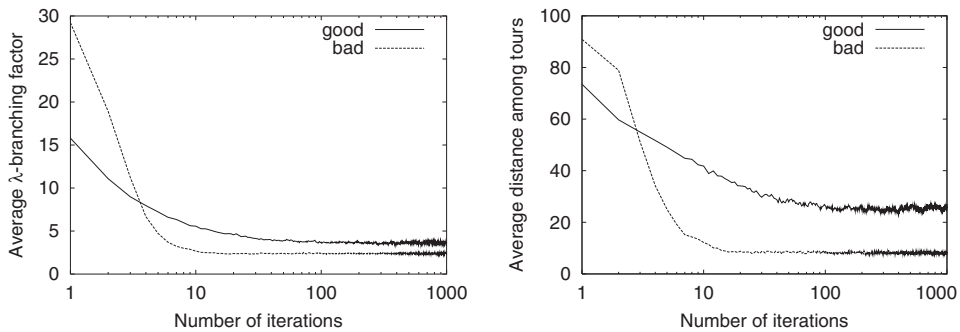 30
25
20
15
10
5
0
Average λ-branching factor
good
bad
1
10
100
1000
Number of iterations
100
80
60
40
20
0
Average distance among tours
good
bad
1
10
100
1000
Number of iterations